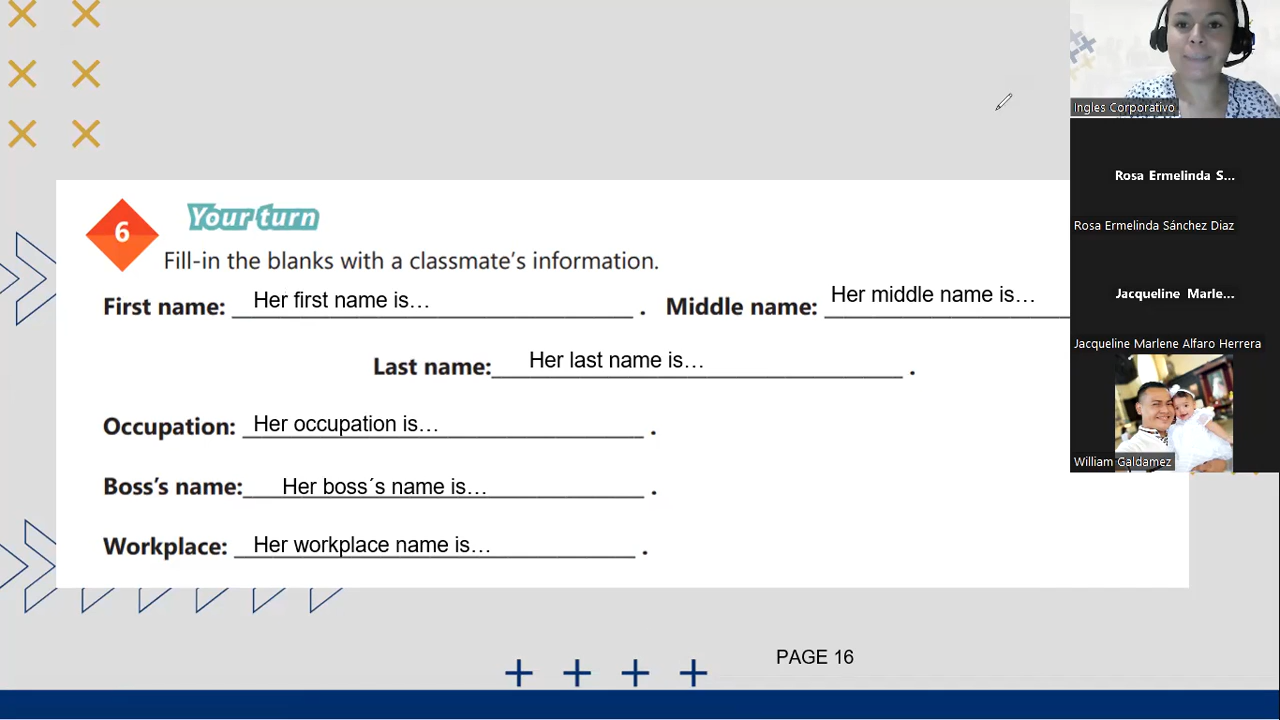 Ingles Corporativo
Rosa Ermelinda S...
Rosa Ermelinda Sánchez Diaz
Jacqueline Marle...
Jacqueline Marlene Alfaro Herrera
William Galdamez
6 Your turn
Fill-in the blanks with a classmate's information.
First name: Her first name is… . Middle name: Her middle name is…
Last name: Her last name is… .
Occupation: Her occupation is… .
Boss's name: Her boss´s name is… .
Workplace: Her workplace name is… .
PAGE 16